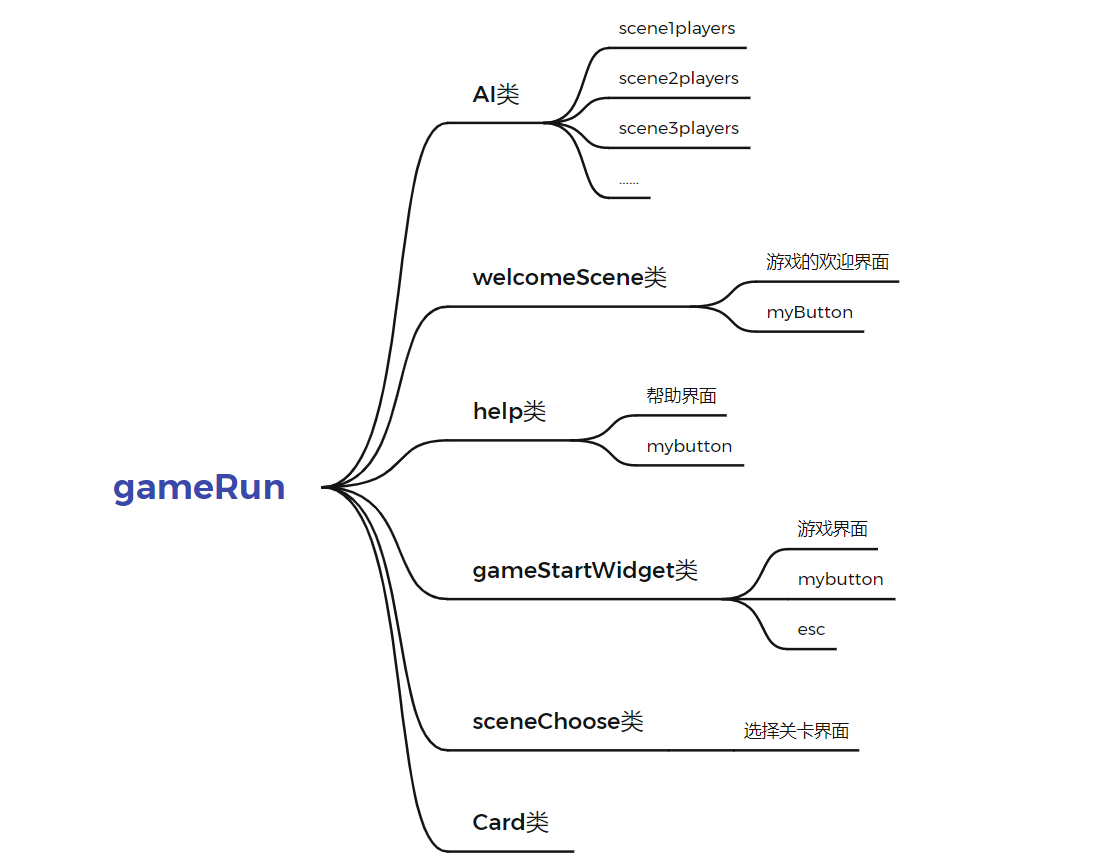 gameRun
AI类
scene1players
scene2players
scene3players
......
welcomeScene类
游戏的欢迎界面
myButton
help类
帮助界面
mybutton
gameStartWidget类
游戏界面
mybutton
esc
sceneChoose类
选择关卡界面
Card类